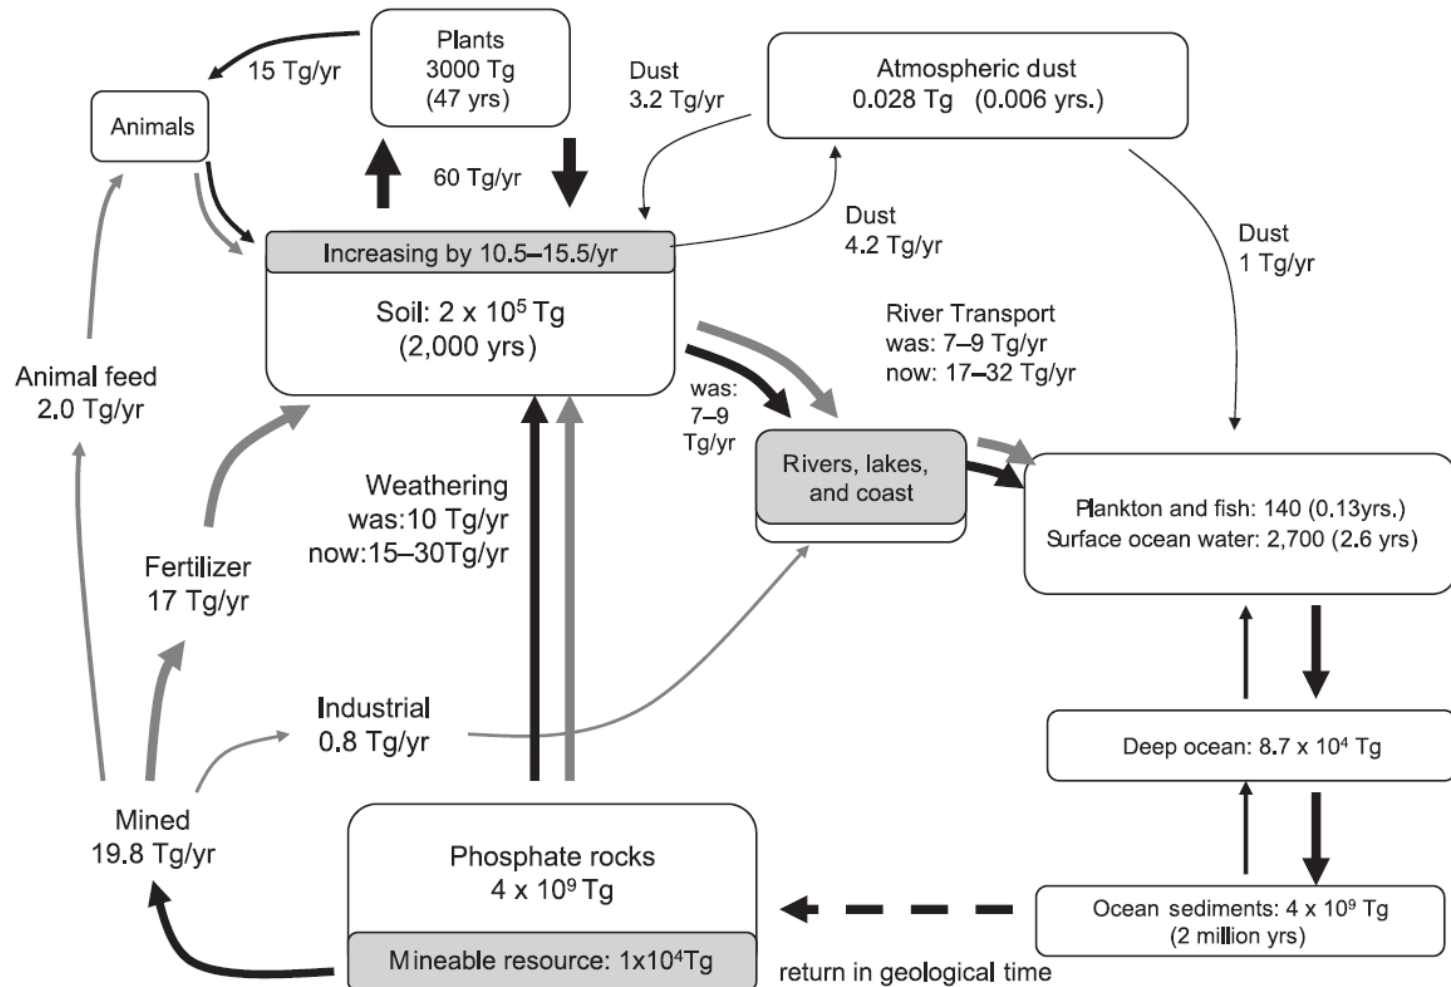 Plants
3000 Tg
(47 yrs)
15 Tg/yr
Animals
Dust
3.2 Tg/yr
Atmospheric dust
0.028 Tg (0.006 yrs.)
60 Tg/yr
Dust
4.2 Tg/yr
Dust
1 Tg/yr
Increasing by 10.5–15.5/yr
Soil: 2 x 10⁵ Tg
(2,000 yrs)
River Transport
was: 7–9 Tg/yr
now: 17–32 Tg/yr
Animal feed
2.0 Tg/yr
was:
7–9
Tg/yr
Rivers, lakes,
and coast
Weathering
was:10 Tg/yr
now:15–30Tg/yr
Plankton and fish: 140 (0.13yrs.)
Surface ocean water: 2,700 (2.6 yrs)
Fertilizer
17 Tg/yr
Industrial
0.8 Tg/yr
Deep ocean: 8.7 x 10⁴ Tg
Mined
19.8 Tg/yr
Phosphate rocks
4 x 10⁹ Tg
Mineable resource: 1x10⁴Tg
Ocean sediments: 4 x 10⁹ Tg
(2 million yrs)
return in geological time